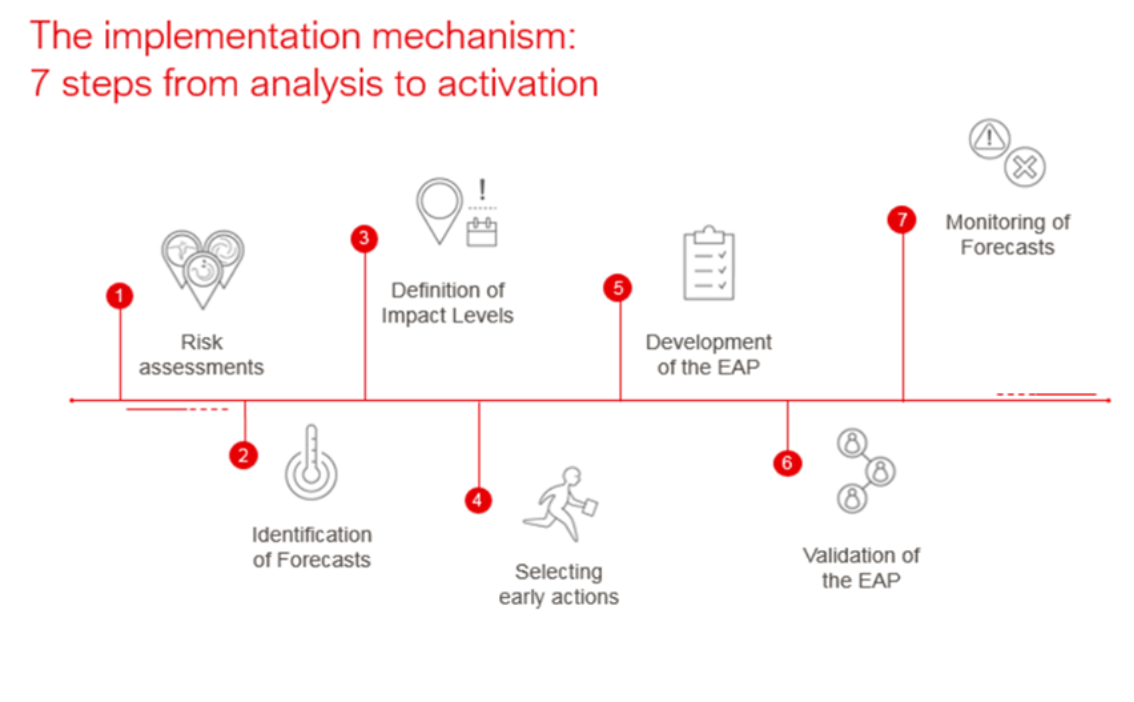 The implementation mechanism:
7 steps from analysis to activation
1
Risk
assessments
2
Identification
of Forecasts
3
!
Definition of
Impact Levels
4
Selecting
early actions
5
Development
of the EAP
6
Validation of
the EAP
7
!
Monitoring of
Forecasts